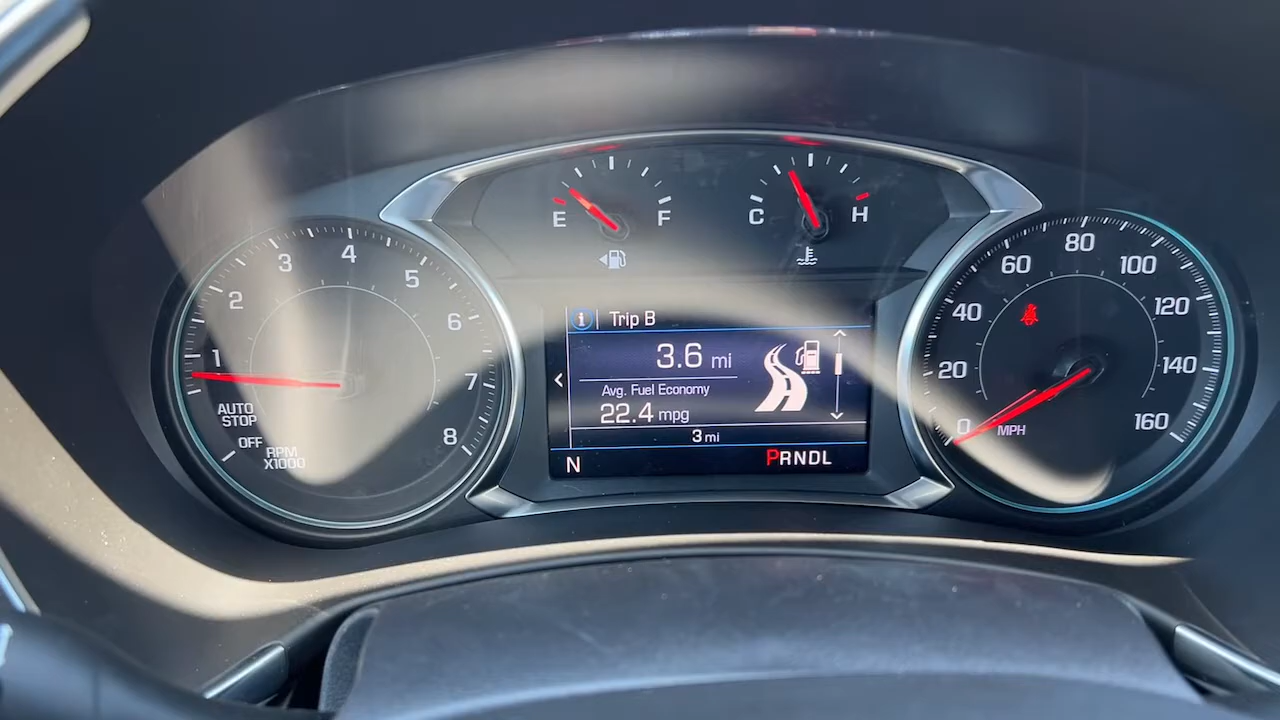 E F
C H
1 2 3 4 5 6 7 8
AUTO
STOP
OFF
RPM
X1000
i Trip B
3.6 mi
Avg. Fuel Economy
22.4 mpg
3 mi
N PRNDL
0 20 40 60 80 100 120 140 160
MPH